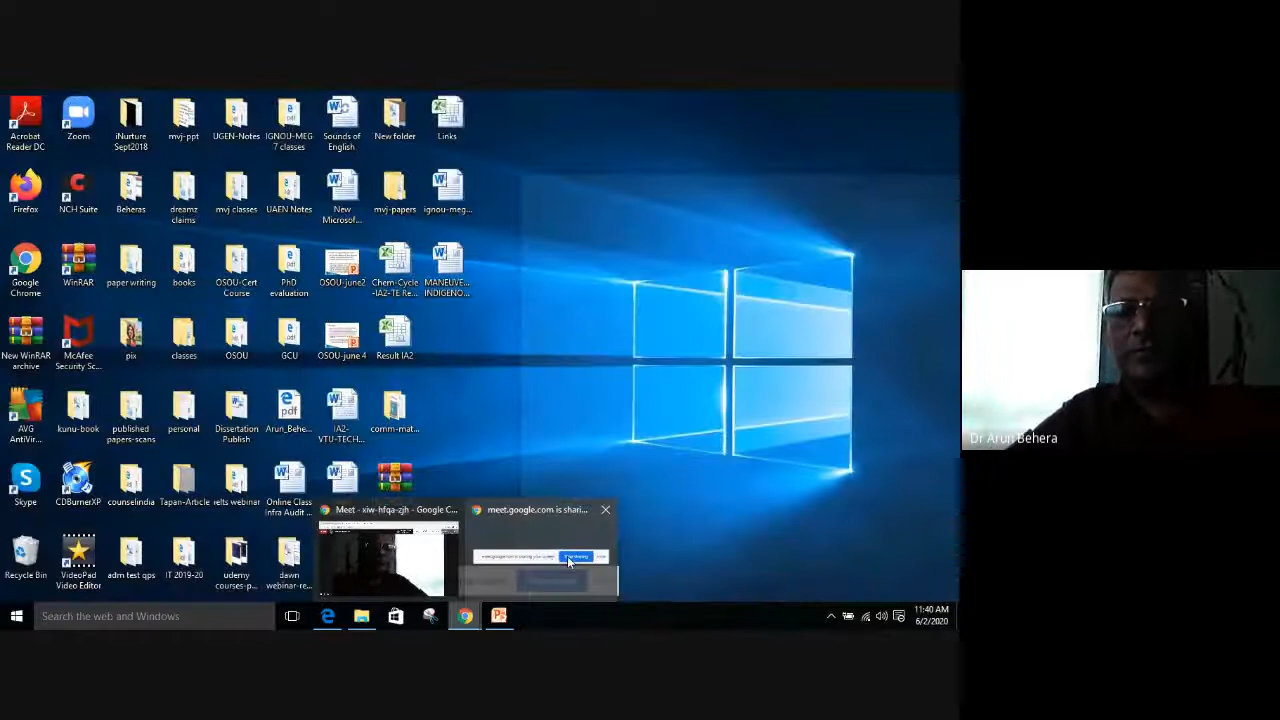 Acrobat
Reader DC
Zoom
iNurture
Sept2018
mvj-ppt
UGEN-Notes
IGNOU-MEG
7 classes
Sounds of
English
New folder
Links
Firefox
NCH Suite
Beheras
dreamz
claims
mvj classes
UAEN Notes
New
Microsof...
mvj-papers
ignou-meg...
Google
Chrome
WinRAR
paper writing
books
OSOU-Cert
Course
PhD
evaluation
OSOU-june2
Chem-Cycle
-IA2-TE Re...
MANEUVE...
INDIGENO...
New WinRAR
archive
McAfee
Security Sc...
pix
classes
OSOU
GCU
OSOU-june 4
Result IA2
AVG
AntiVir...
kunu-book
published
papers-scans
personal
Dissertation
Publish
Arun_Behe...
IA2-
VTU-TECH...
comm-mat...
Skype
CDBurnerXP
counselindia
Tapan-Article
ielts webinar
Online Class
Infra Audit ...
Meet - xiw-hfqa-zjh - Google C...
meet.google.com is shari...
Recycle Bin
VideoPad
Video Editor
adm test qps
IT 2019-20
udemy
courses-p...
dawn
webinar-re...
Search the web and Windows
11:40 AM
6/2/2020
Dr Arun Behera